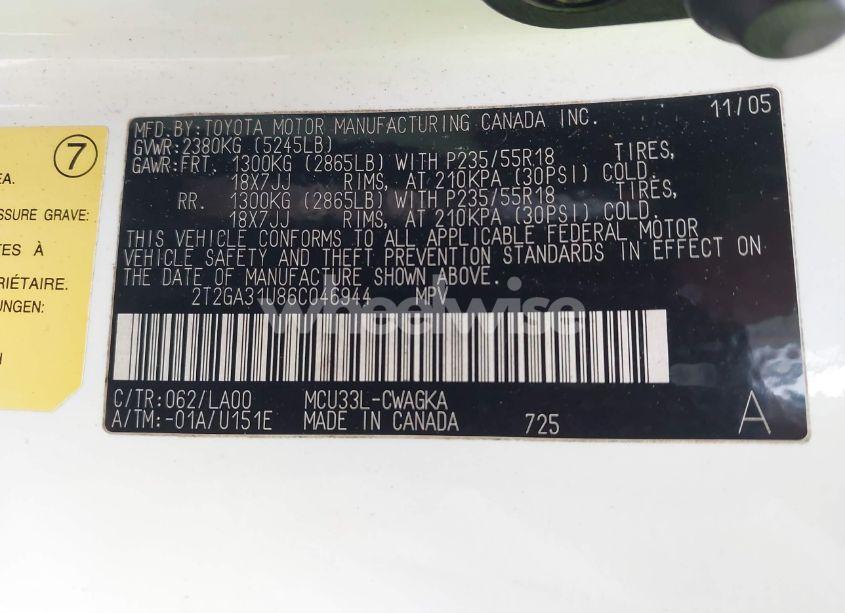 7
EA.
SSURE GRAVE:
TES À
RIÉTAIRE.
UNGEN:
H
MFD.BY:TOYOTA MOTOR MANUFACTURING CANADA INC. 11/05
GVWR:2380KG (5245LB)
GAWR:FRT. 1300KG (2865LB) WITH P235/55R18 TIRES,
18X7JJ RIMS, AT 210KPA (30PSI) COLD.
RR. 1300KG (2865LB) WITH P235/55R18 TIRES,
18X7JJ RIMS, AT 210KPA (30PSI) COLD.
THIS VEHICLE CONFORMS TO ALL APPLICABLE FEDERAL MOTOR
VEHICLE SAFETY AND THEFT PREVENTION STANDARDS IN EFFECT ON
THE DATE OF MANUFACTURE SHOWN ABOVE.
2T2GA31U86C046944 MPV
wheelwise
C/TR:062/LA00 MCU33L-CWAGKA
A/TM:-01A/U151E MADE IN CANADA 725 A